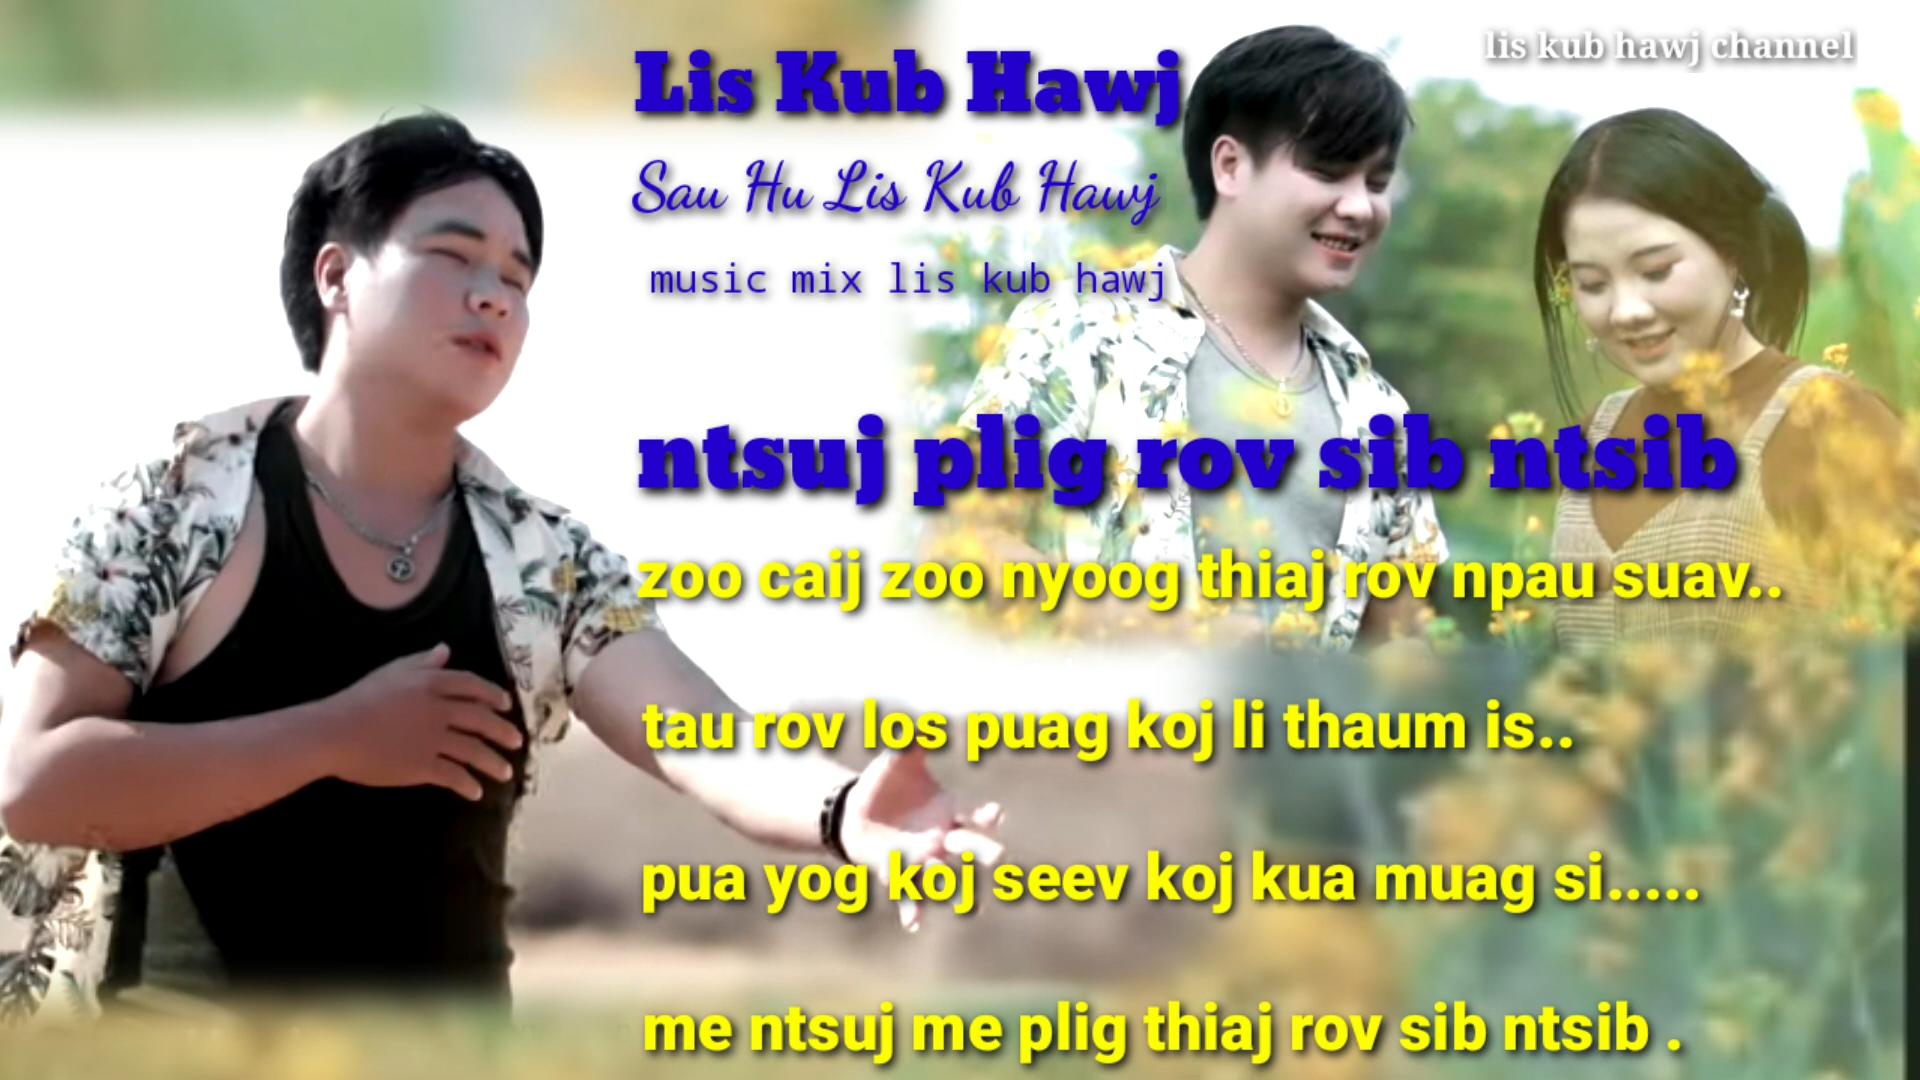 lis kub hawj channel
Lis Kub Hawj
Sau Hu Lis Kub Hawj
music mix lis kub hawj
ntsuj plig rov sib ntsib
zoo caij zoo nyoog thiaj rov npau suav..
tau rov los puag koj li thaum is..
pua yog koj seev koj kua muag si.....
me ntsuj me plig thiaj rov sib ntsib .